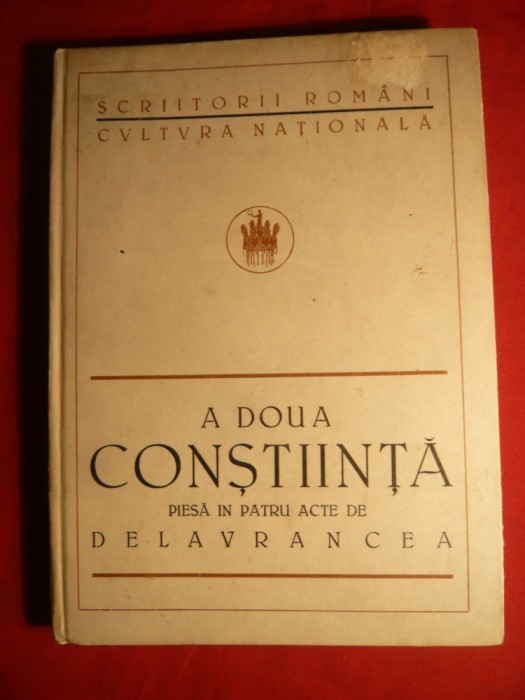 SCRIITORII ROMÂNI
CVLTVRA NAȚIONALĂ
A DOUA
CONȘTIINȚĂ
PIESĂ IN PATRU ACTE DE
DELAVRANCEA